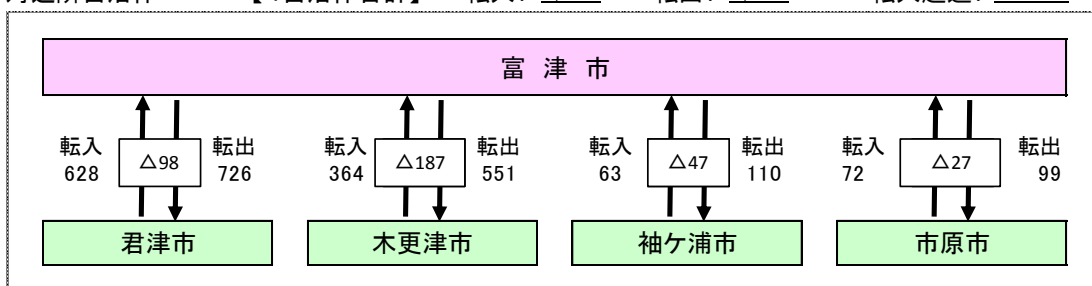 富津市
転入 628 △98 転出 726
転入 364 △187 転出 551
転入 63 △47 転出 110
転入 72 △27 転出 99
君津市 木更津市 袖ケ浦市 市原市